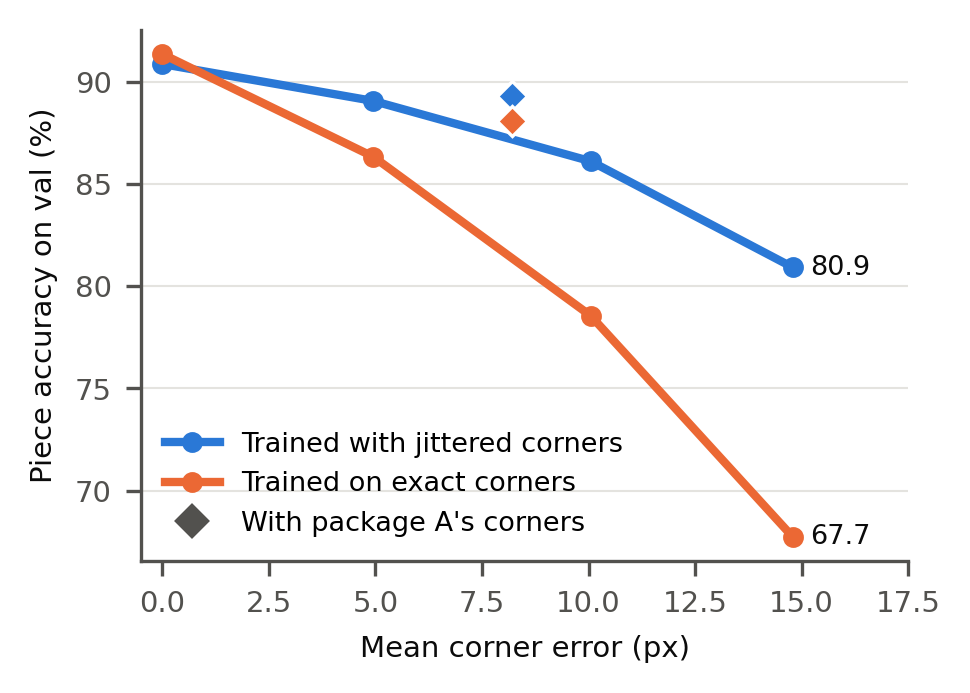 Piece accuracy on val (%)
90
85
80
75
70
80.9
67.7
Trained with jittered corners
Trained on exact corners
With package A's corners
0.0 2.5 5.0 7.5 10.0 12.5 15.0 17.5
Mean corner error (px)